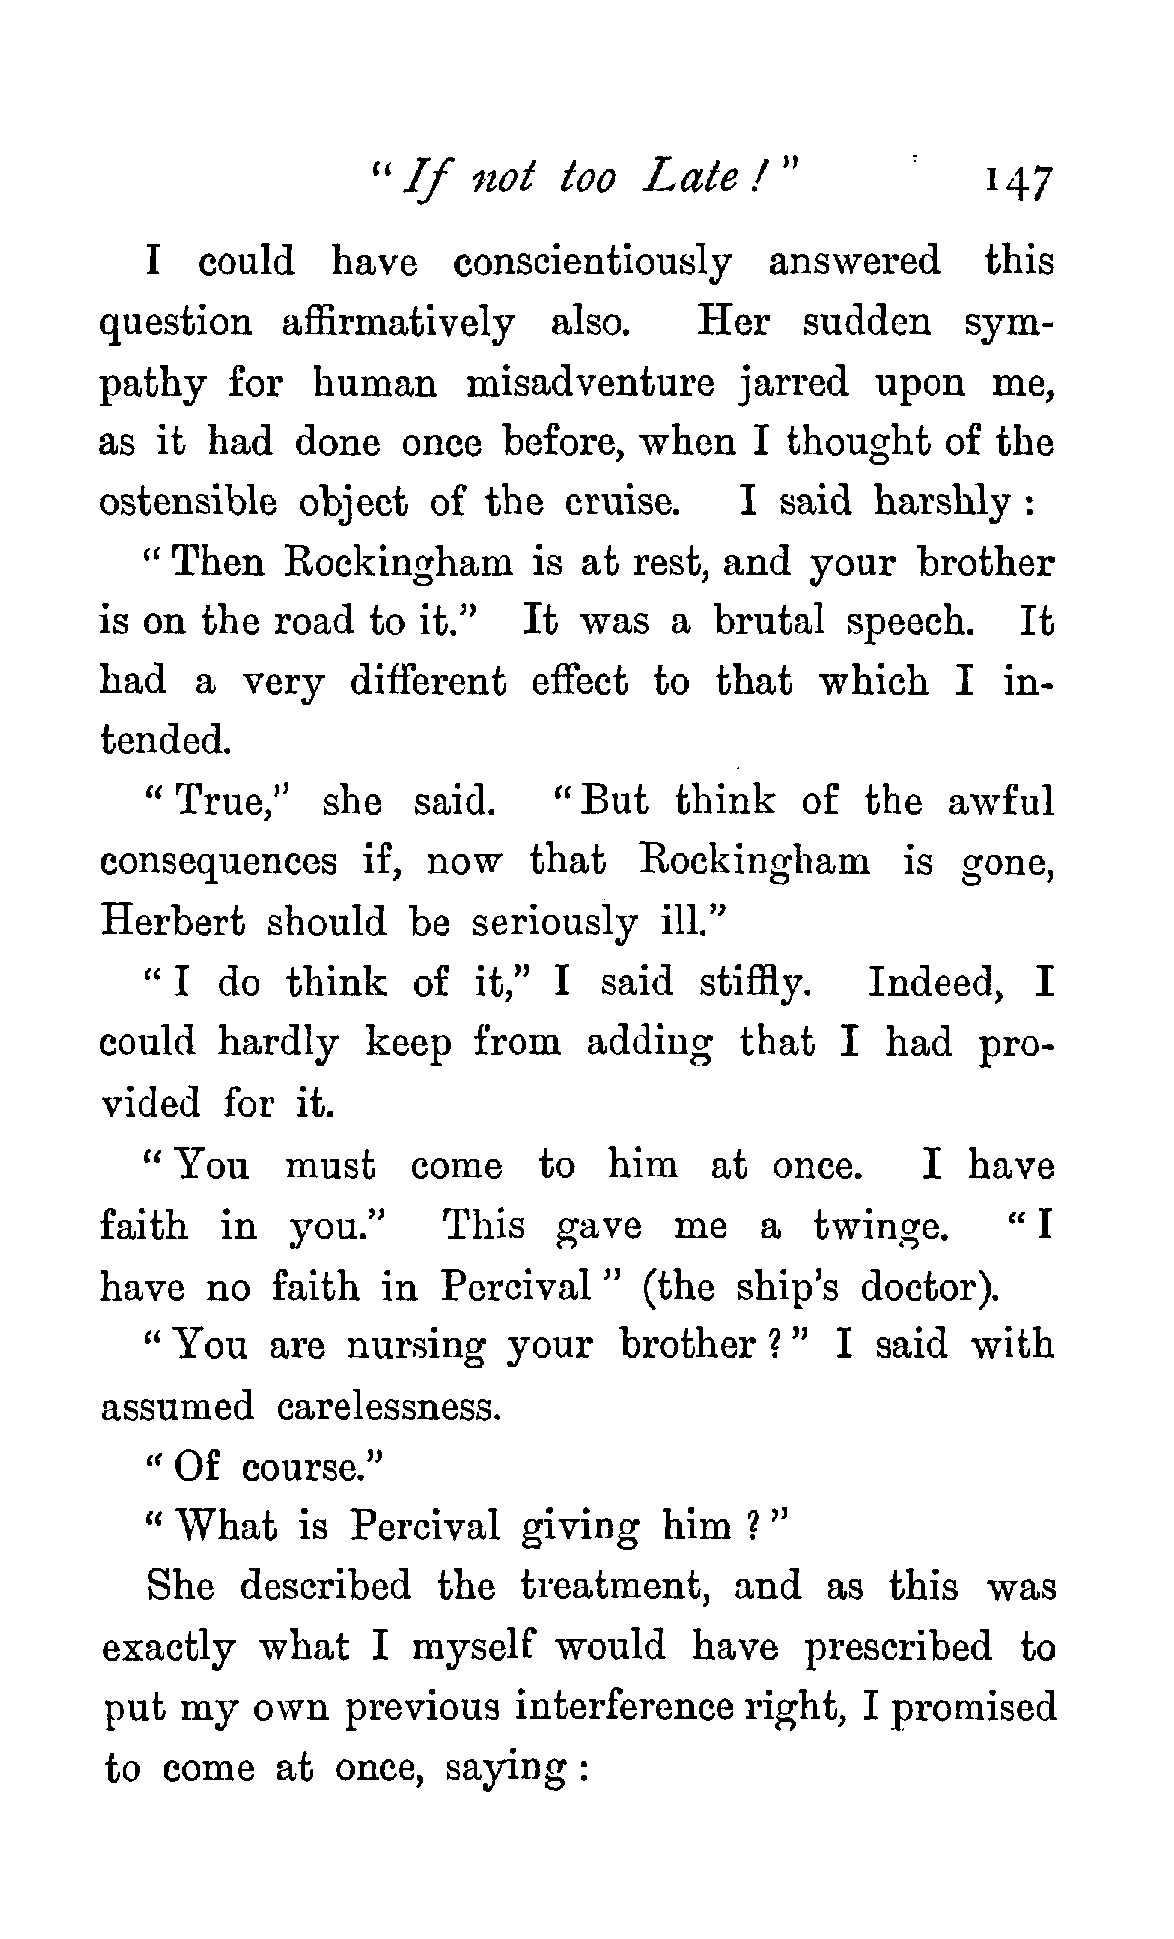 “If not too Late!” 147
I could have conscientiously answered this
question affirmatively also. Her sudden sym-
pathy for human misadventure jarred upon me,
as it had done once before, when I thought of the
ostensible object of the cruise. I said harshly :
“Then Rockingham is at rest, and your brother
is on the road to it.” It was a brutal speech. It
had a very different effect to that which I in-
tended.
“True,” she said. “But think of the awful
consequences if, now that Rockingham is gone,
Herbert should be seriously ill.”
“I do think of it,” I said stiffly. Indeed, I
could hardly keep from adding that I had pro-
vided for it.
“You must come to him at once. I have
faith in you.” This gave me a twinge. “I
have no faith in Percival” (the ship’s doctor).
“You are nursing your brother?” I said with
assumed carelessness.
“Of course.”
“What is Percival giving him?”
She described the treatment, and as this was
exactly what I myself would have prescribed to
put my own previous interference right, I promised
to come at once, saying :